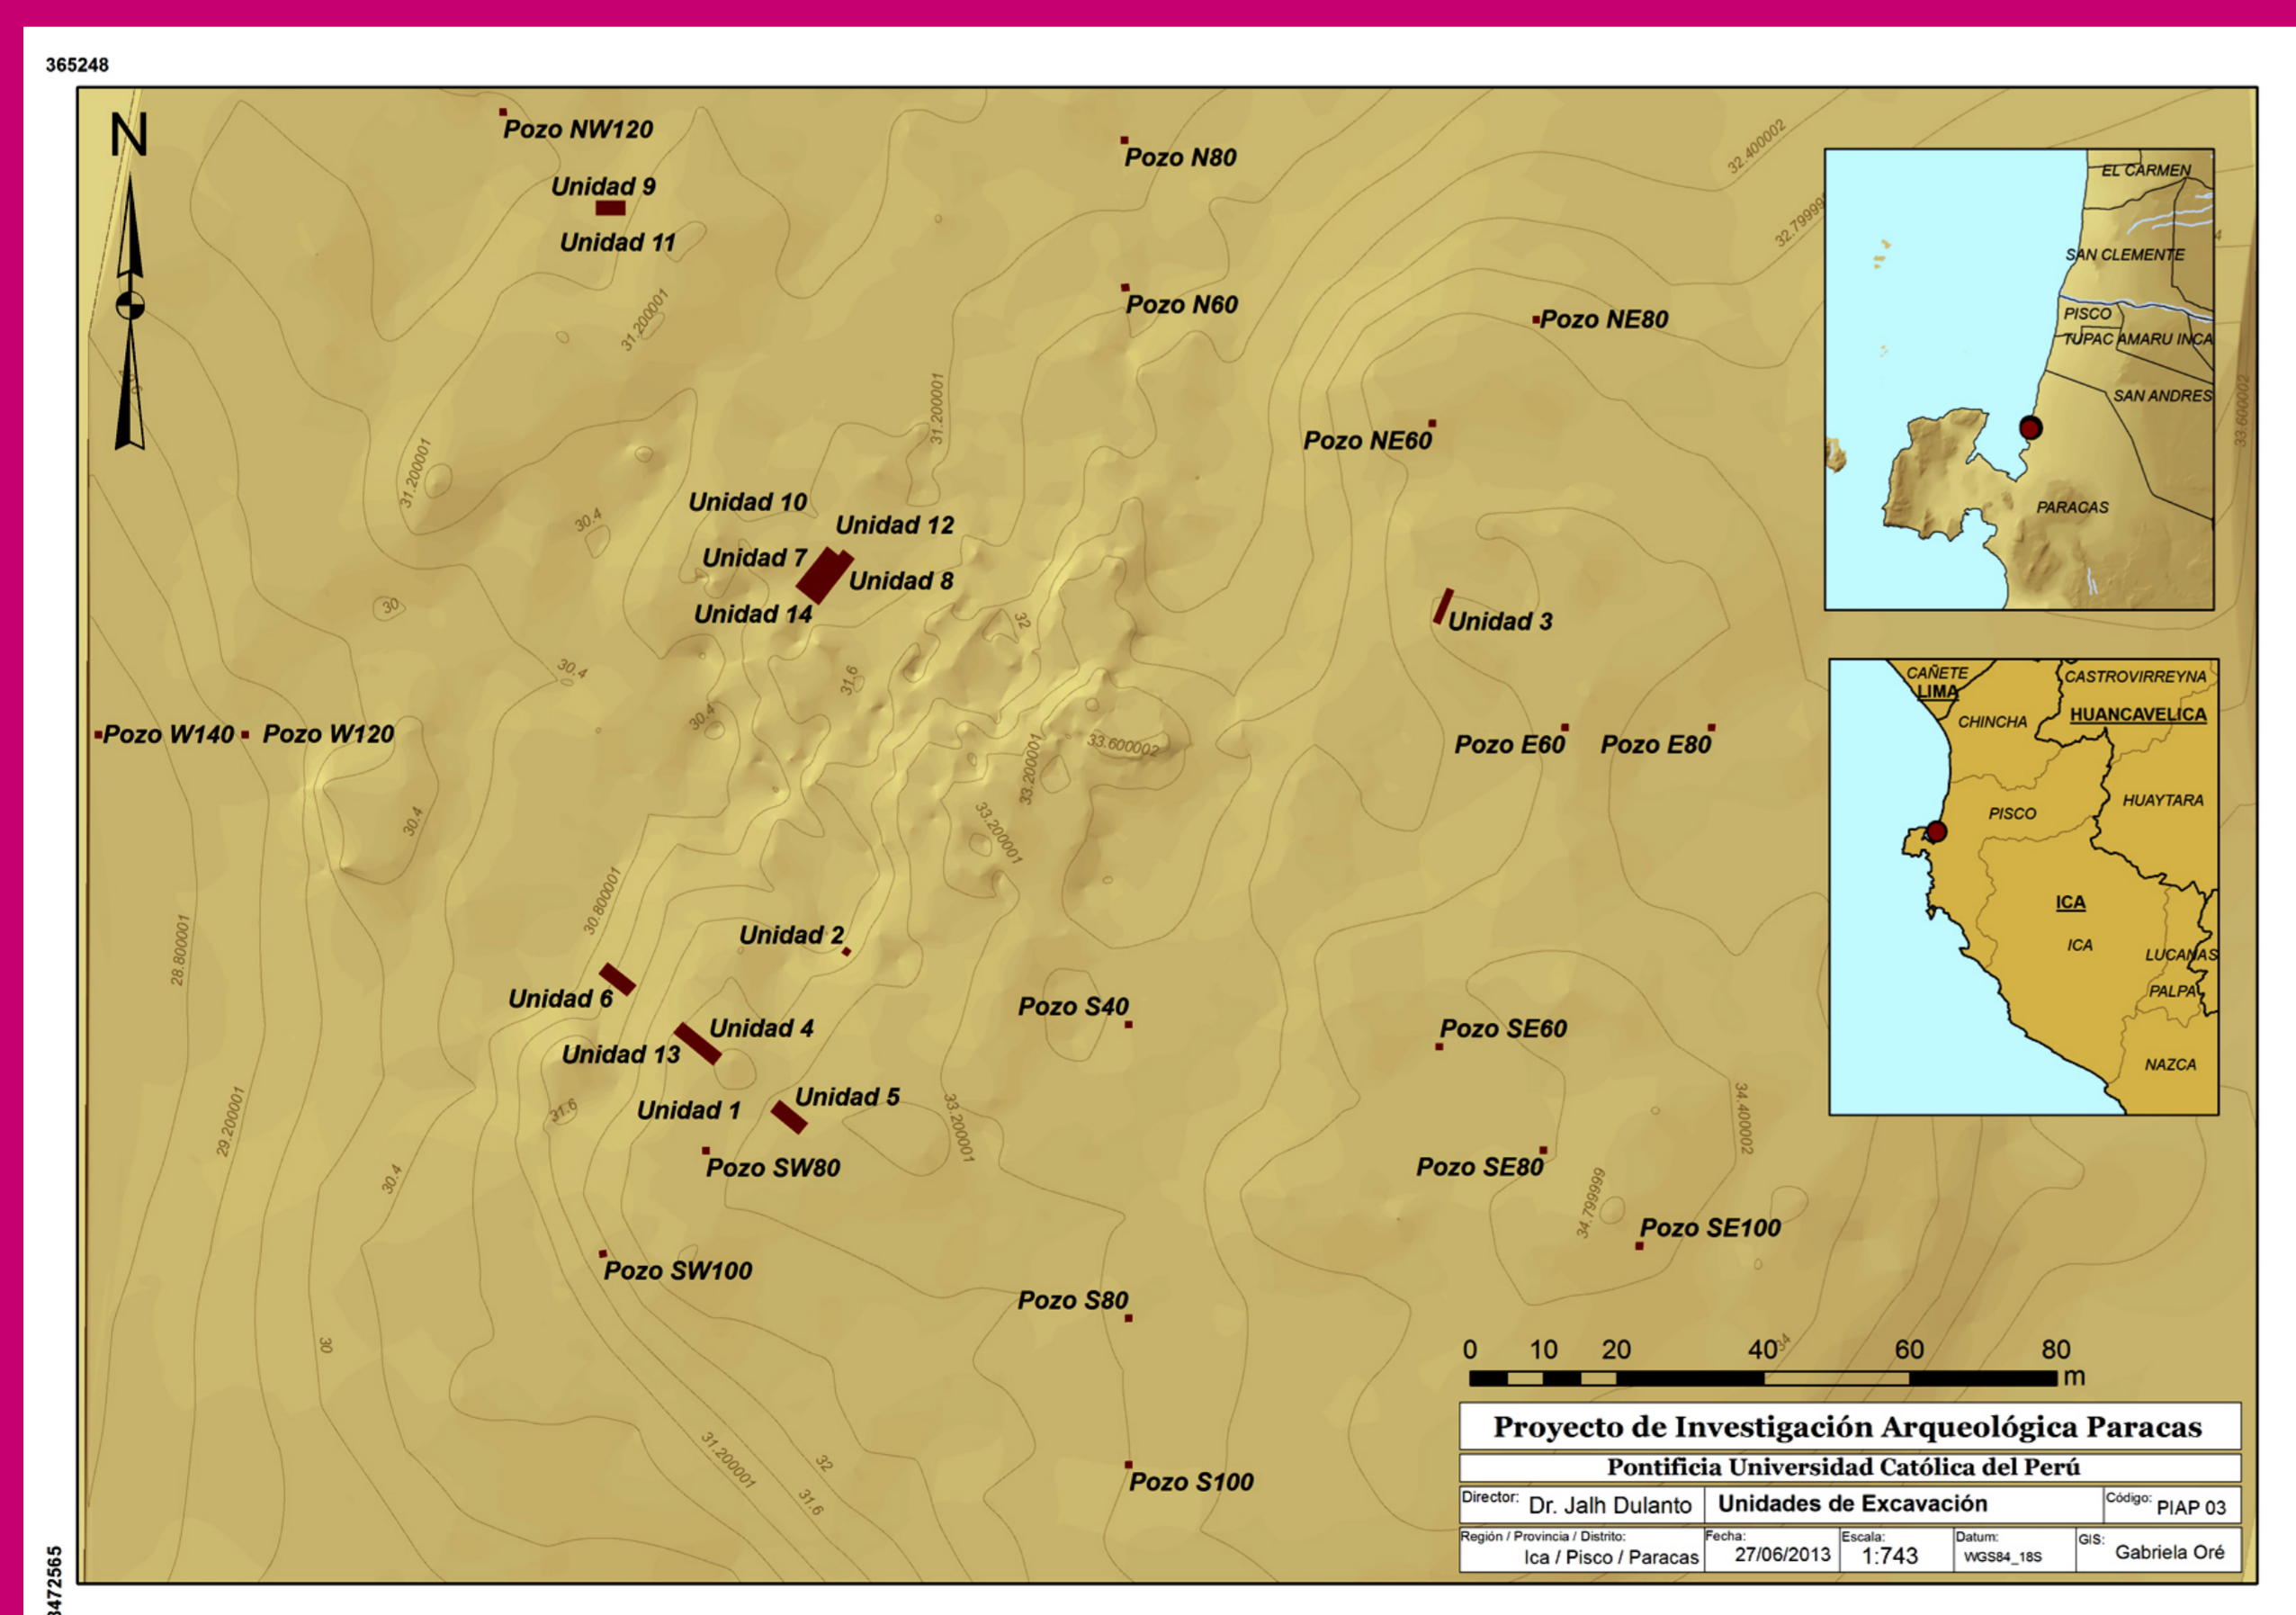 365248
N
Pozo NW120
Pozo N80
Unidad 9
Unidad 11
Pozo N60
Pozo NE80
Pozo NE60
Unidad 10
Unidad 12
Unidad 7
Unidad 8
Unidad 14
Unidad 3
Pozo W140
Pozo W120
Pozo E60
Pozo E80
Unidad 2
Unidad 6
Unidad 4
Unidad 13
Unidad 5
Unidad 1
Pozo SW80
Pozo S40
Pozo SE60
Pozo SE80
Pozo SE100
Pozo SW100
Pozo S80
Pozo S100
32.400002
31.200001
31.200001
31.200001
30.4
30
30.4
30.4
31.6
32
33.600002
33.200001
33.200001
30.4
30.800001
28.800001
29.200001
31.6
30.4
30
33.200001
34.400002
34.799999
34
31.200001
32
31.6
33.600002
EL CARMEN
SAN CLEMENTE
PISCO
TUPAC AMARU INCA
SAN ANDRES
PARACAS
CAÑETE
LIMA
CASTROVIRREYNA
CHINCHA
HUANCAVELICA
PISCO
HUAYTARA
ICA
ICA
LUCANAS
PALPA
NAZCA
0 10 20 40 60 80
m
Proyecto de Investigación Arqueológica Paracas
Pontificia Universidad Católica del Perú
Director: Dr. Jalh Dulanto
Unidades de Excavación
Código: PIAP 03
Región / Provincia / Distrito: Ica / Pisco / Paracas
Fecha: 27/06/2013
Escala: 1:743
Datum: WGS84_18S
GIS: Gabriela Oré